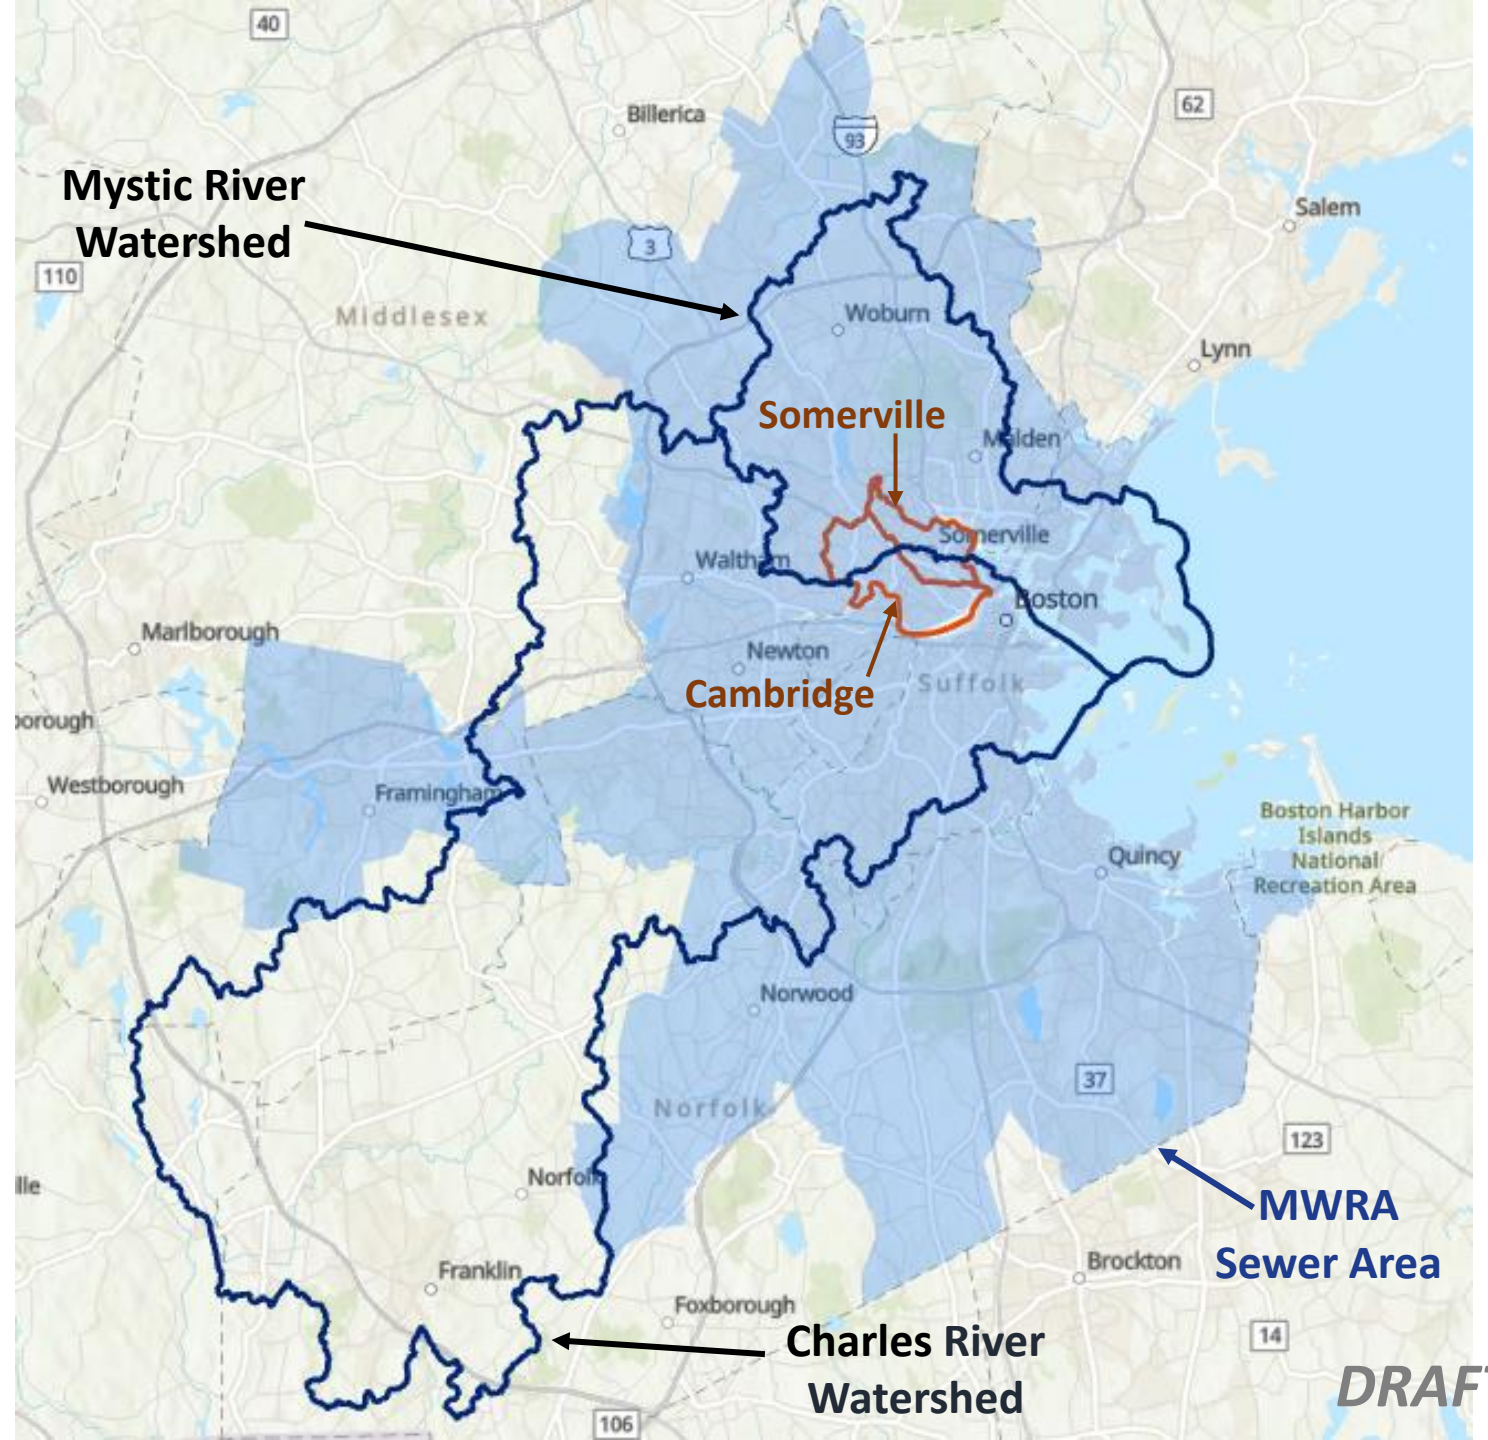 40
Billerica
62
93
Mystic River
Watershed
Salem
3
110
Middlesex
Woburn
Lynn
Somerville
Malden
Somerville
Waltham
Boston
Marlborough
Newton
Suffolk
Cambridge
borough
Westborough
Framingham
Boston Harbor
Islands
National
Recreation Area
Quincy
Norwood
37
Norfolk
123
Norfolk
lle
MWRA
Sewer Area
Brockton
Franklin
Foxborough
Charles River
Watershed
14
DRAFT
106